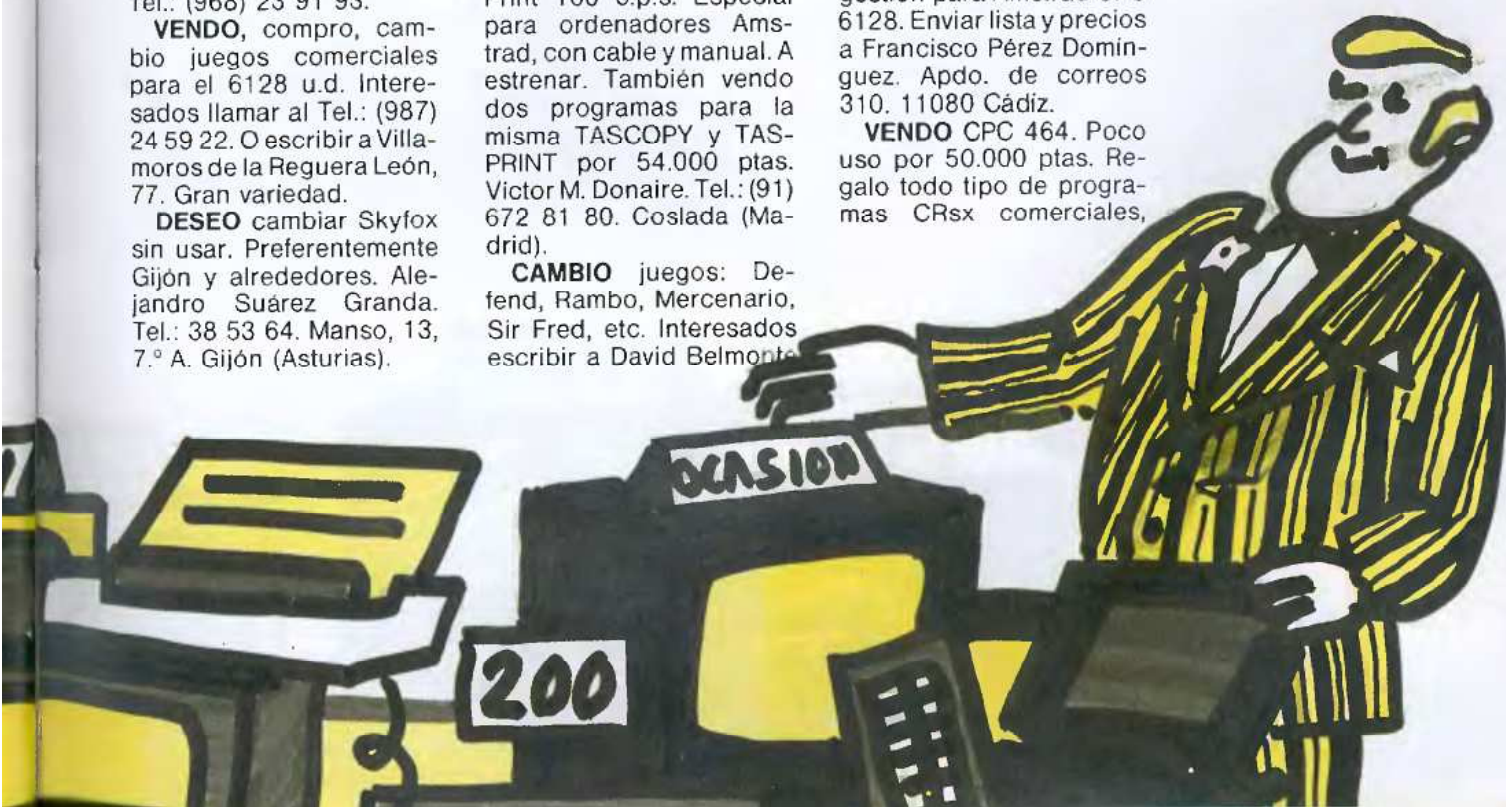 Tel.: (968) 23 91 93.
VENDO, compro, cam-
bio juegos comerciales
para el 6128 u.d. Intere-
sados llamar al Tel.: (987)
24 59 22. O escribir a Villa-
moros de la Reguera León,
77. Gran variedad.
DESEO cambiar Skyfox
sin usar. Preferentemente
Gijón y alrededores. Ale-
jandro Suárez Granda.
Tel.: 38 53 64. Manso, 13,
7.º A. Gijón (Asturias).
para ordenadores Ams-
trad, con cable y manual. A
estrenar. También vendo
dos programas para la
misma TASCOPY y TAS-
PRINT por 54.000 ptas.
Victor M. Donaire. Tel.: (91)
672 81 80. Coslada (Ma-
drid).
CAMBIO juegos: De-
fend, Rambo, Mercenario,
Sir Fred, etc. Interesados
escribir a David Belmonte
6128. Enviar lista y precios
a Francisco Pérez Domín-
guez. Apdo. de correos
310. 11080 Cádiz.
VENDO CPC 464. Poco
uso por 50.000 ptas. Re-
galo todo tipo de progra-
mas CRsx comerciales,
OCASION
200